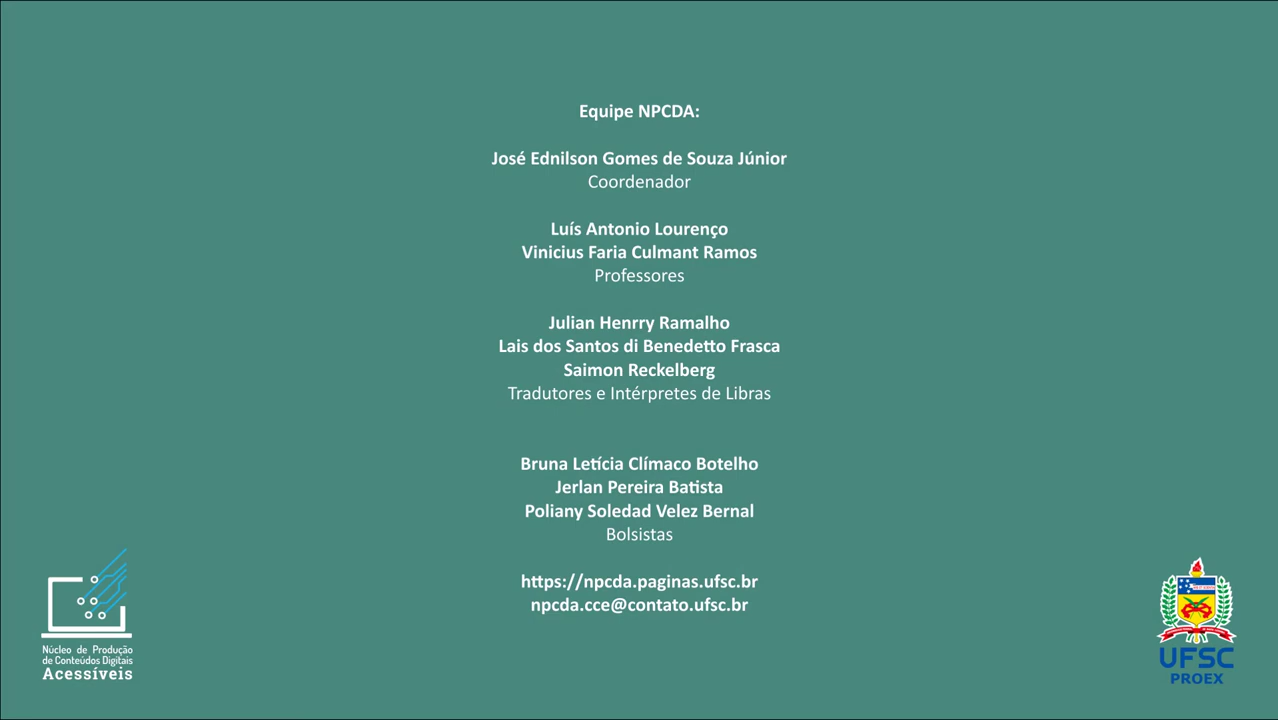 Equipe NPCDA:
José Ednilson Gomes de Souza Júnior
Coordenador
Luís Antonio Lourenço
Vinicius Faria Culmant Ramos
Professores
Julian Henrry Ramalho
Lais dos Santos di Benedetto Frasca
Saimon Reckelberg
Tradutores e Intérpretes de Libras
Bruna Letícia Clímaco Botelho
Jerlan Pereira Batista
Poliany Soledad Velez Bernal
Bolsistas
https://npcda.paginas.ufsc.br
npcda.cce@contato.ufsc.br
Núcleo de Produção
de Conteúdos Digitais
Acessíveis
UFSC
PROEX